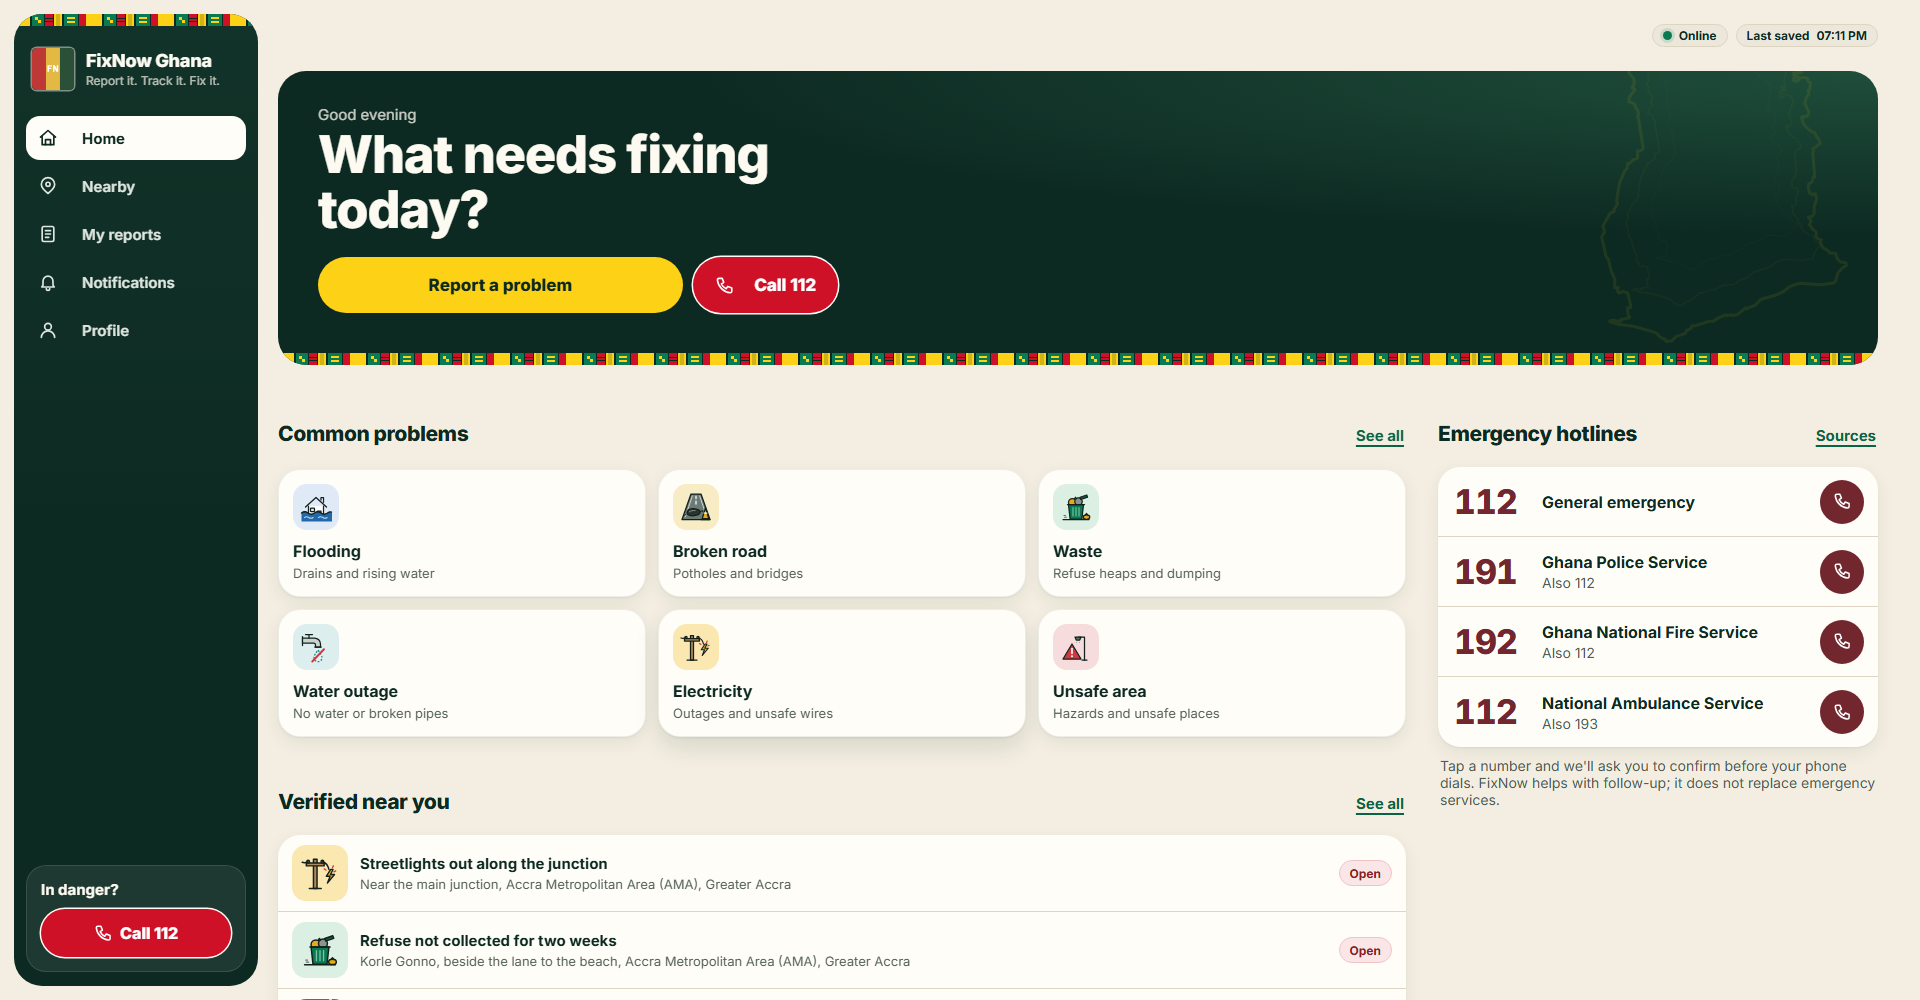 FN
FixNow Ghana
Report it. Track it. Fix it.
Home
Nearby
My reports
Notifications
Profile
In danger?
Call 112
Online
Last saved 07:11 PM
Good evening
What needs fixing
today?
Report a problem
Call 112
Common problems
See all
Flooding
Drains and rising water
Broken road
Potholes and bridges
Waste
Refuse heaps and dumping
Water outage
No water or broken pipes
Electricity
Outages and unsafe wires
Unsafe area
Hazards and unsafe places
Verified near you
See all
Streetlights out along the junction
Near the main junction, Accra Metropolitan Area (AMA), Greater Accra
Open
Refuse not collected for two weeks
Korle Gonno, beside the lane to the beach, Accra Metropolitan Area (AMA), Greater Accra
Open
Emergency hotlines
Sources
112 General emergency
191 Ghana Police Service
Also 112
192 Ghana National Fire Service
Also 112
112 National Ambulance Service
Also 193
Tap a number and we'll ask you to confirm before your phone
dials. FixNow helps with follow-up; it does not replace emergency
services.